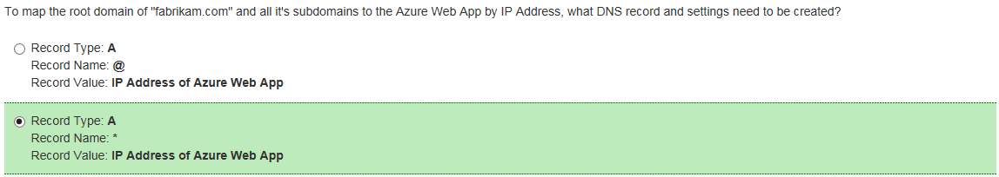 To map the root domain of "fabrikam.com" and all it's subdomains to the Azure Web App by IP Address, what DNS record and settings need to be created?
Record Type: A
Record Name: @
Record Value: IP Address of Azure Web App
Record Type: A
Record Name: *
Record Value: IP Address of Azure Web App